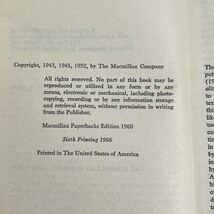 Copyright, 1943, 1945, 1952, by The Macmillan Company
All rights reserved. No part of this book may be
reproduced or utilized in any form or by any
means, electronic or mechanical, including photo-
copying, recording or by any information storage
and retrieval system, without permission in writing
from the Publisher.
Macmillan Paperbacks Edition 1960
Sixth Printing 1966
Printed in The United States of America